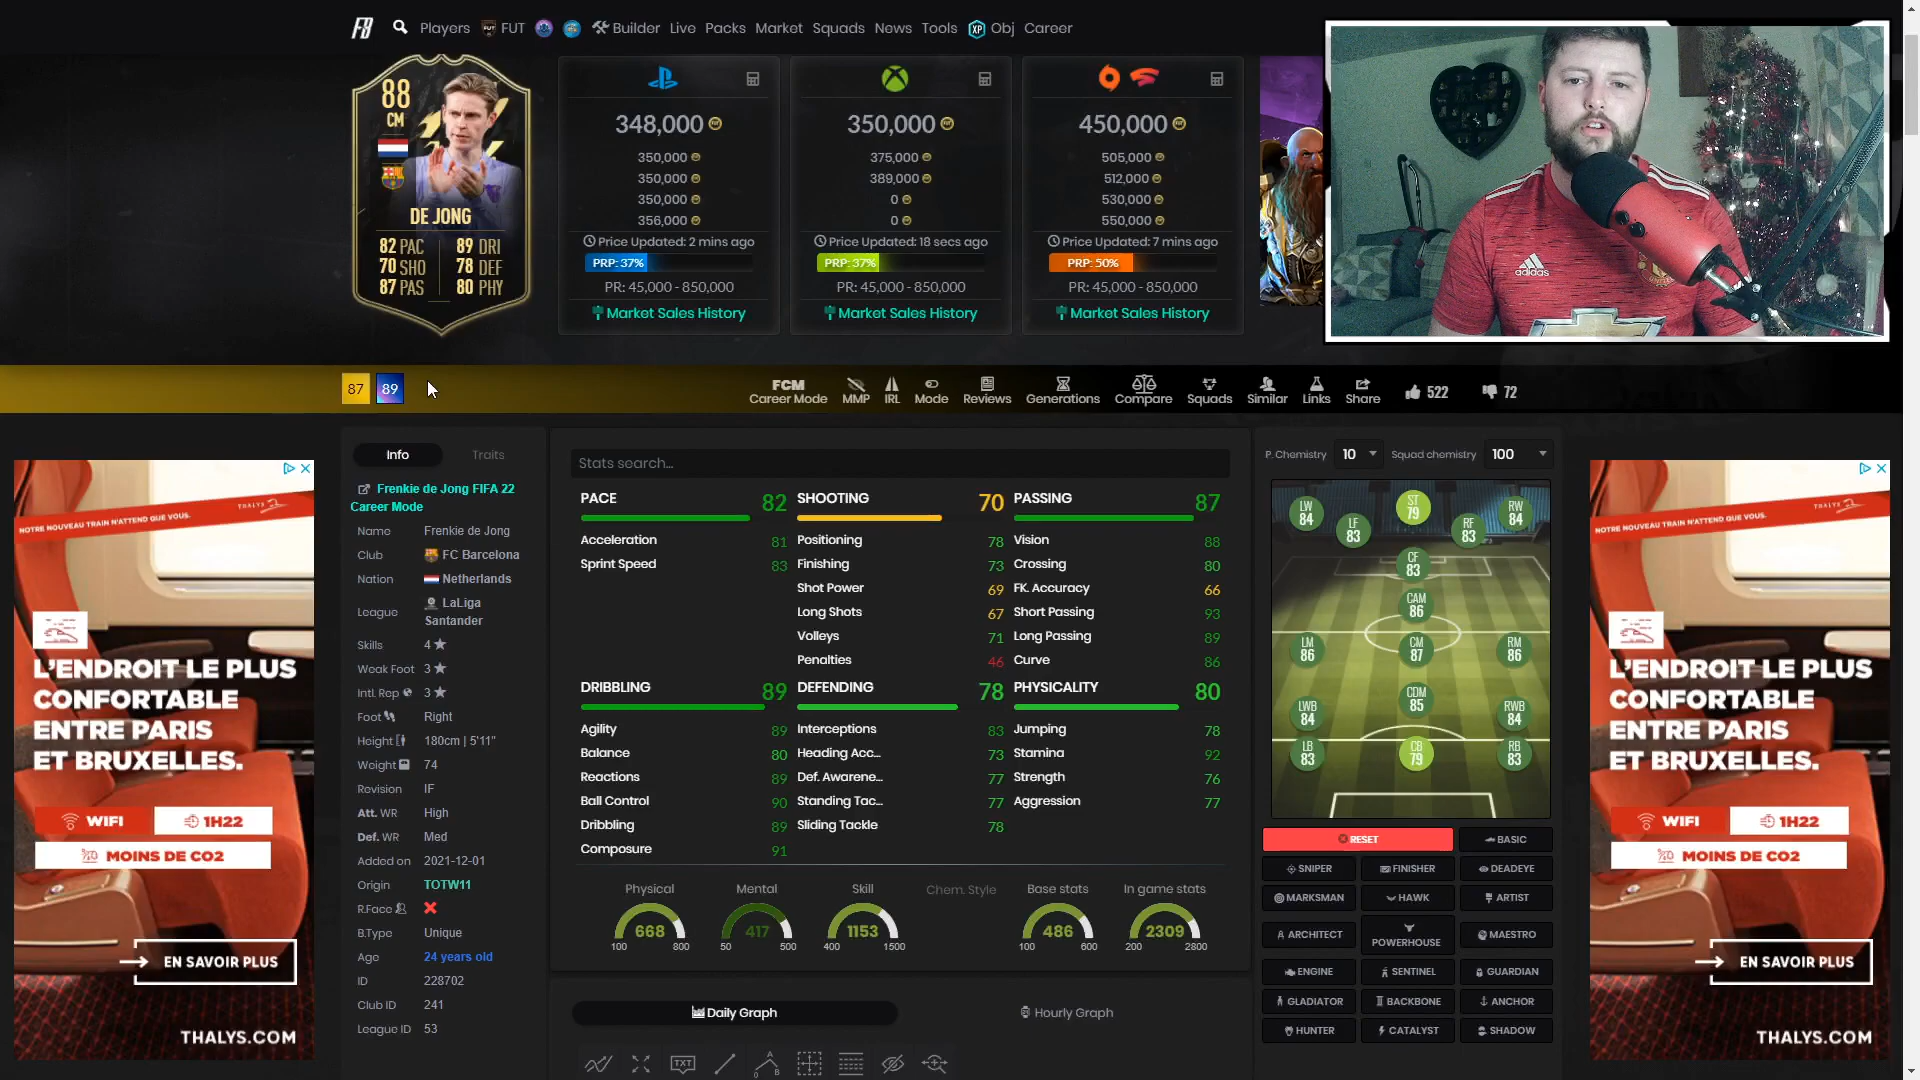 FB Players FUT Builder Live Packs Market Squads News Tools XP Obj Career
88
CM
DE JONG
82 PAC 89 DRI
70 SHO 78 DEF
87 PAS 80 PHY
348,000
350,000
350,000
350,000
356,000
Price Updated: 2 mins ago
PRP: 37%
PR: 45,000 - 850,000
Market Sales History
350,000
375,000
389,000
0
0
Price Updated: 18 secs ago
PRP: 37%
PR: 45,000 - 850,000
Market Sales History
450,000
505,000
512,000
530,000
550,000
Price Updated: 7 mins ago
PRP: 50%
PR: 45,000 - 850,000
Market Sales History
adidas
87 89
FCM
Career Mode MMP IRL Mode Reviews Generations Compare Squads Similar Links Share 522 72
Info Traits
Frenkie de Jong FIFA 22
Career Mode
Name Frenkie de Jong
Club FC Barcelona
Nation Netherlands
League LaLiga
Santander
Skills 4
Weak Foot 3
Intl. Rep 3
Foot Right
Height 180cm | 5'11"
Weight 74
Revision IF
Att. WR High
Def. WR Med
Added on 2021-12-01
Origin TOTW11
R.Face
B.Type Unique
Age 24 years old
ID 228702
Club ID 241
League ID 53
Stats search...
PACE 82
Acceleration 81
Sprint Speed 83
SHOOTING 70
Positioning 78
Finishing 73
Shot Power 69
Long Shots 67
Volleys 71
Penalties 46
PASSING 87
Vision 88
Crossing 80
FK. Accuracy 66
Short Passing 93
Long Passing 89
Curve 86
DRIBBLING 89
Agility 89
Balance 80
Reactions 89
Ball Control 90
Dribbling 89
Composure 91
DEFENDING 78
Interceptions 83
Heading Acc... 73
Def. Awarene... 77
Standing Tac... 77
Sliding Tackle 78
PHYSICALITY 80
Jumping 78
Stamina 92
Strength 76
Aggression 77
Physical Mental Skill Chem. Style Base stats In game stats
668 417 1153 486 2309
100 800 50 500 400 1500 100 600 200 2800
Daily Graph Hourly Graph
TXT
P. Chemistry 10 Squad chemistry 100
LW 84
ST 79
RW 84
LF 83
RF 83
CF 83
CAM 86
LM 86
CM 87
RM 86
CDM 85
LWB 84
RWB 84
LB 83
CB 79
RB 83
RESET BASIC
SNIPER FINISHER DEADEYE
MARKSMAN HAWK ARTIST
ARCHITECT POWERHOUSE MAESTRO
ENGINE SENTINEL GUARDIAN
GLADIATOR BACKBONE ANCHOR
HUNTER CATALYST SHADOW
NOTRE NOUVEAU TRAIN N'ATTEND QUE VOUS. THALYS
L'ENDROIT LE PLUS
CONFORTABLE
ENTRE PARIS
ET BRUXELLES.
WIFI 1H22
MOINS DE CO2
EN SAVOIR PLUS
THALYS.COM
NOTRE NOUVEAU TRAIN N'ATTEND QUE VOUS. THALYS
L'ENDROIT LE PLUS
CONFORTABLE
ENTRE PARIS
ET BRUXELLES.
WIFI 1H22
MOINS DE CO2
EN SAVOIR PLUS
THALYS.COM